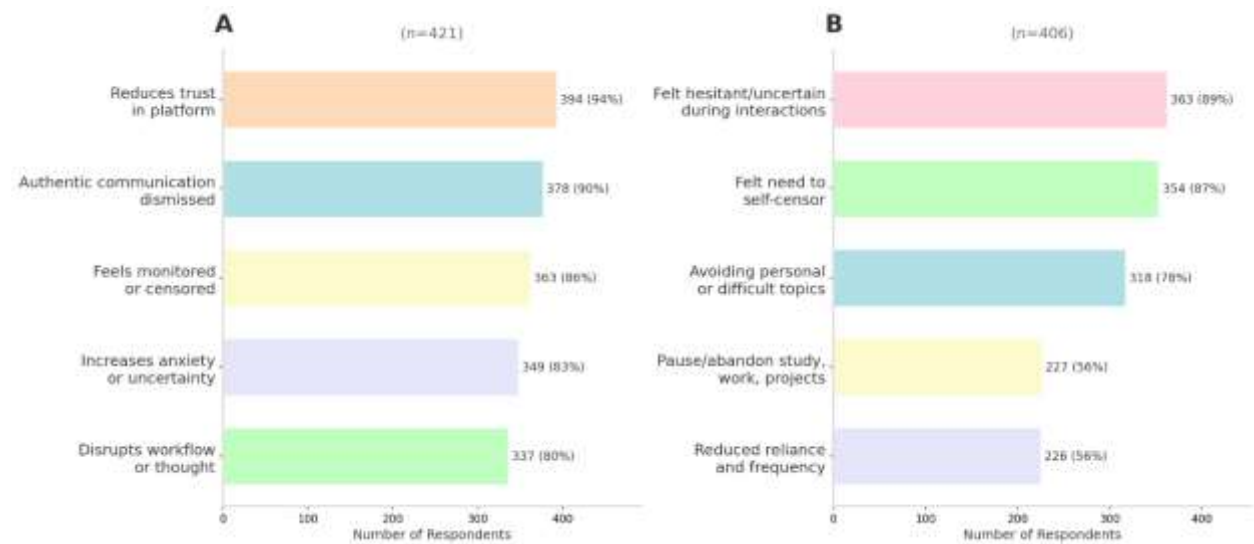 A
(n=421)
Reduces trust
in platform
394 (94%)
Authentic communication
dismissed
378 (90%)
Feels monitored
or censored
363 (86%)
Increases anxiety
or uncertainty
349 (83%)
Disrupts workflow
or thought
337 (80%)
0 100 200 300 400
Number of Respondents
B
(n=406)
Felt hesitant/uncertain
during interactions
363 (89%)
Felt need to
self-censor
354 (87%)
Avoiding personal
or difficult topics
318 (78%)
Pause/abandon study,
work, projects
227 (56%)
Reduced reliance
and frequency
226 (56%)
0 100 200 300 400
Number of Respondents